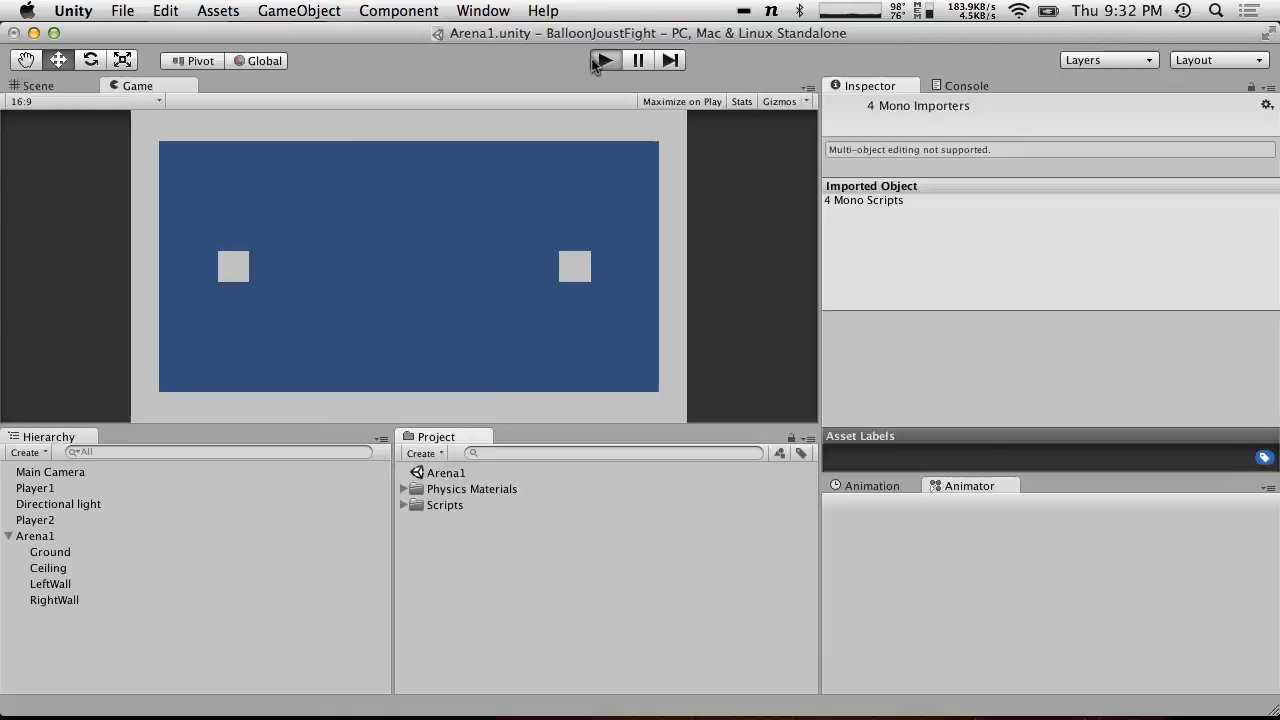 Unity File Edit Assets GameObject Component Window Help 98° 76° 183.9KB/s 4.5KB/s Thu 9:32 PM
Arena1.unity - BalloonJoustFight - PC, Mac & Linux Standalone
Pivot Global Layers Layout
Scene Game Inspector Console
16:9 Maximize on Play Stats Gizmos
4 Mono Importers
Multi-object editing not supported.
Imported Object
4 Mono Scripts
Asset Labels
Hierarchy Project
Create All Create
Main Camera Arena1
Player1 Physics Materials
Directional light Scripts
Player2
Arena1
Ground
Ceiling
LeftWall
RightWall
Animation Animator